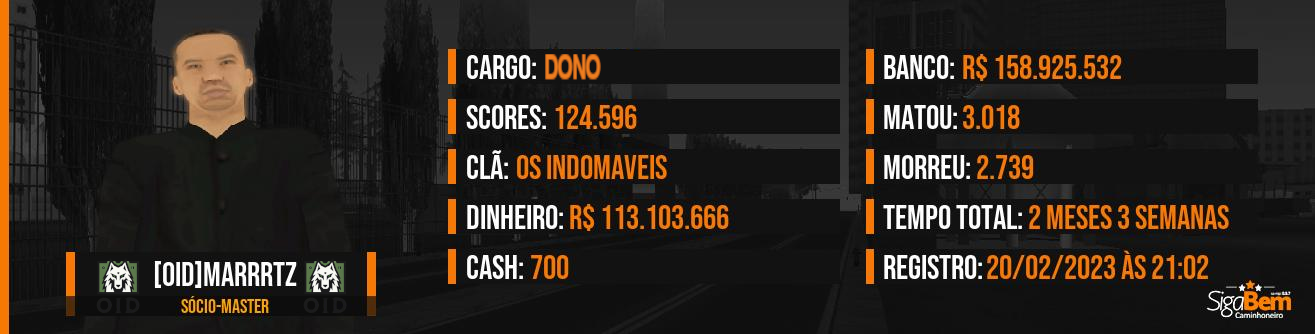 CARGO: DONO
SCORES: 124.596
CLÃ: OS INDOMAVEIS
DINHEIRO: R$ 113.103.666
CASH: 700
BANCO: R$ 158.925.532
MATOU: 3.018
MORREU: 2.739
TEMPO TOTAL: 2 MESES 3 SEMANAS
REGISTRO: 20/02/2023 ÀS 21:02
[OID]MARRRTZ
OID OID
SÓCIO-MASTER
SigaBem
Caminhoneiro